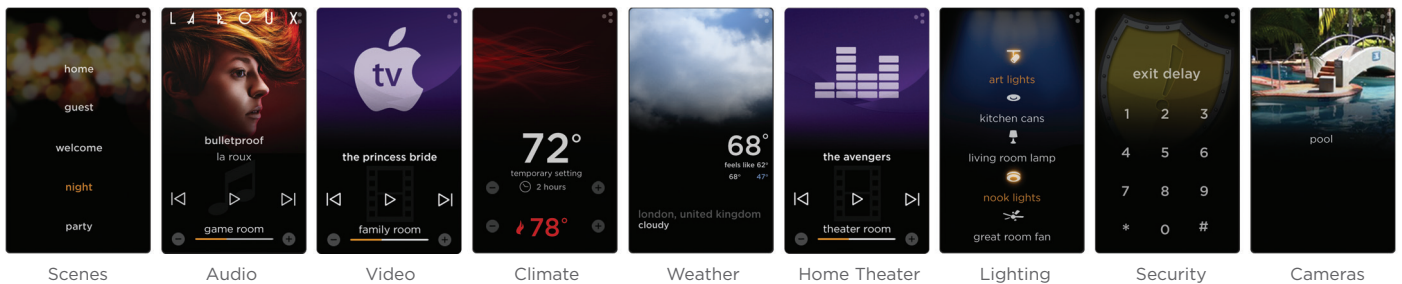 home
guest
welcome
night
party
Scenes
LA ROUX
bulletproof
la roux
game room
Audio
tv
the princess bride
family room
Video
72°
temporary setting
2 hours
78°
Climate
68°
feels like 62°
68° 47°
london, united kingdom
cloudy
Weather
the avengers
theater room
Home Theater
art lights
kitchen cans
living room lamp
nook lights
great room fan
Lighting
exit delay
1 2 3
4 5 6
7 8 9
* 0 #
Security
3
pool
Cameras